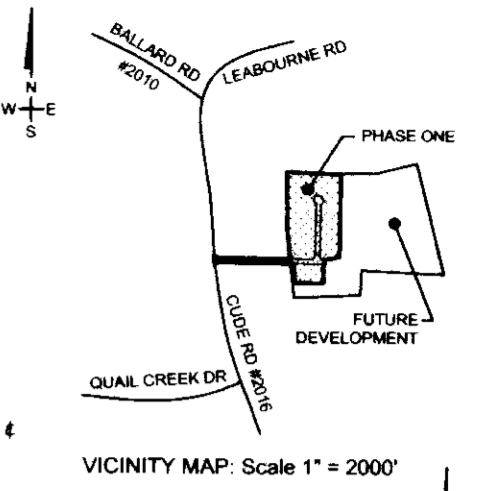 BALLARD RD
#2010
LEABOURNE RD
N
W E
S
PHASE ONE
FUTURE
DEVELOPMENT
CUDE RD #2016
QUAIL CREEK DR
VICINITY MAP: Scale 1" = 2000'